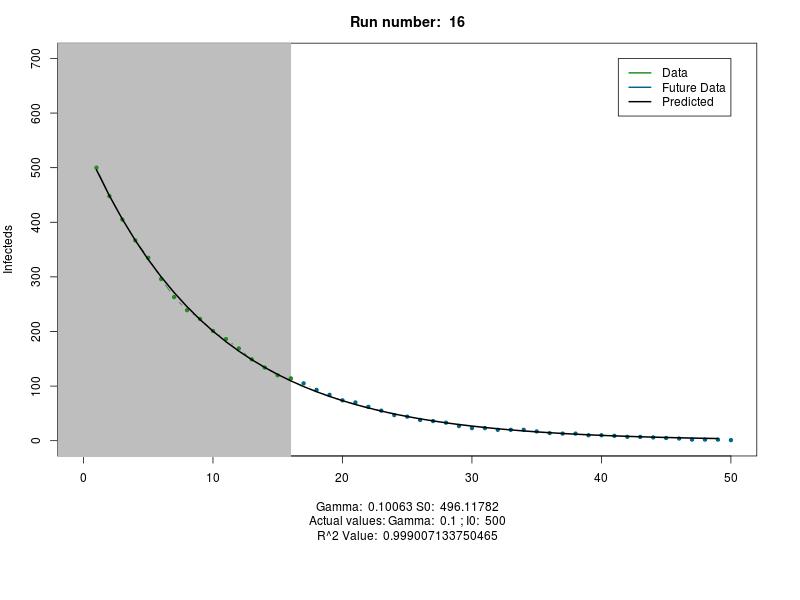 Run number:  16
700
600
500
400
300
200
100
0
Infecteds
Data
Future Data
Predicted
0 10 20 30 40 50
Gamma:  0.10063 S0:  496.11782
Actual values: Gamma:  0.1 ; I0:  500
R^2 Value:  0.999007133750465